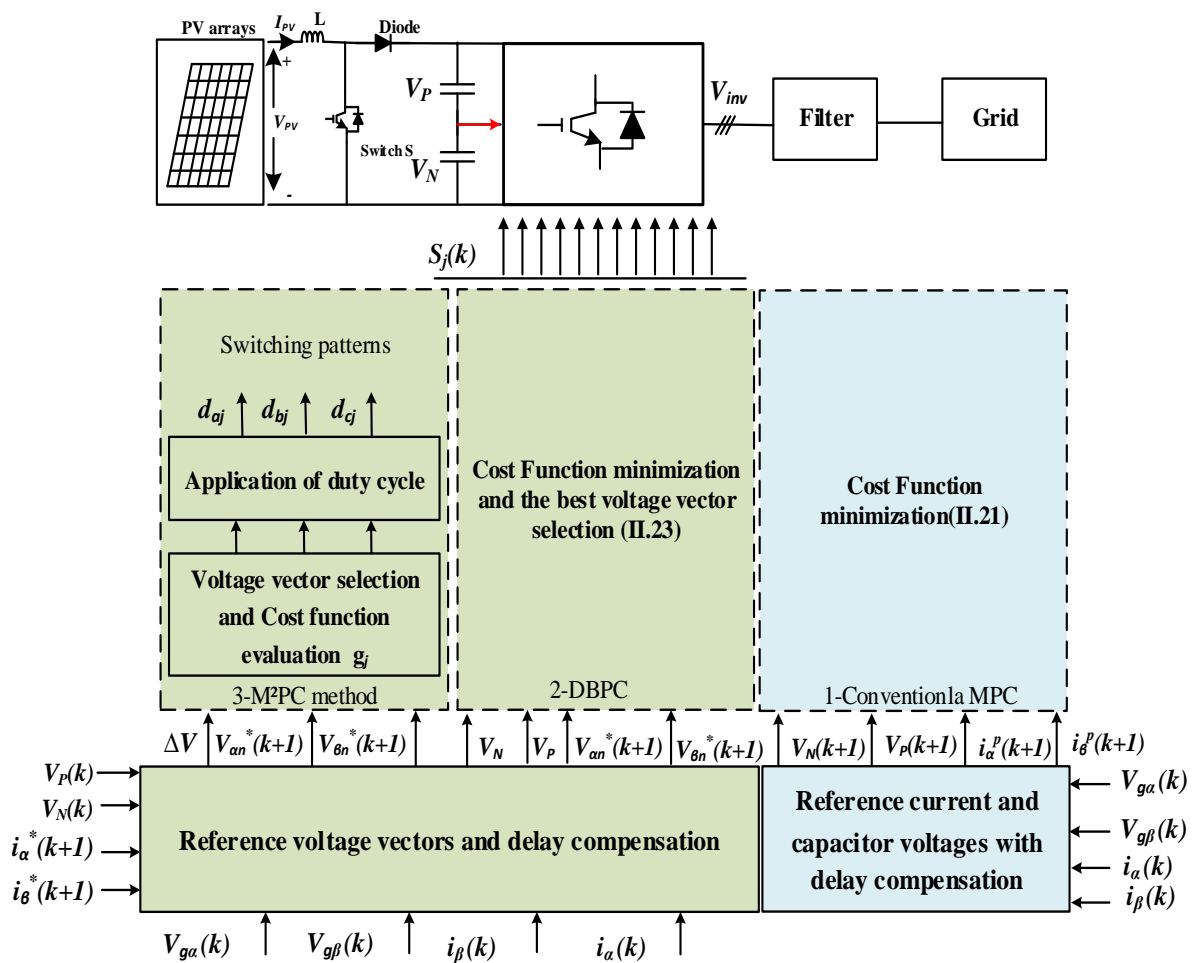 PV arrays
I_PV
L
Diode
+
V_PV
-
Switch S
V_P
V_N
V_inv
Filter
Grid
S_j(k)
Switching patterns
d_aj d_bj d_cj
Application of duty cycle
Voltage vector selection
and Cost function
evaluation g_j
3-M²PC method
Cost Function minimization
and the best voltage vector
selection (II.23)
2-DBPC
Cost Function
minimization(II.21)
1-Conventionla MPC
ΔV V_αn^*(k+1) V_βn^*(k+1)
V_N V_P V_αn^*(k+1) V_βn^*(k+1)
V_N(k+1) V_P(k+1) i_α^p(k+1) i_β^p(k+1)
V_P(k)
V_N(k)
i_α^*(k+1)
i_β^*(k+1)
Reference voltage vectors and delay compensation
Reference current and
capacitor voltages with
delay compensation
V_gα(k)
V_gβ(k)
i_α(k)
i_β(k)
V_gα(k) V_gβ(k) i_β(k) i_α(k)